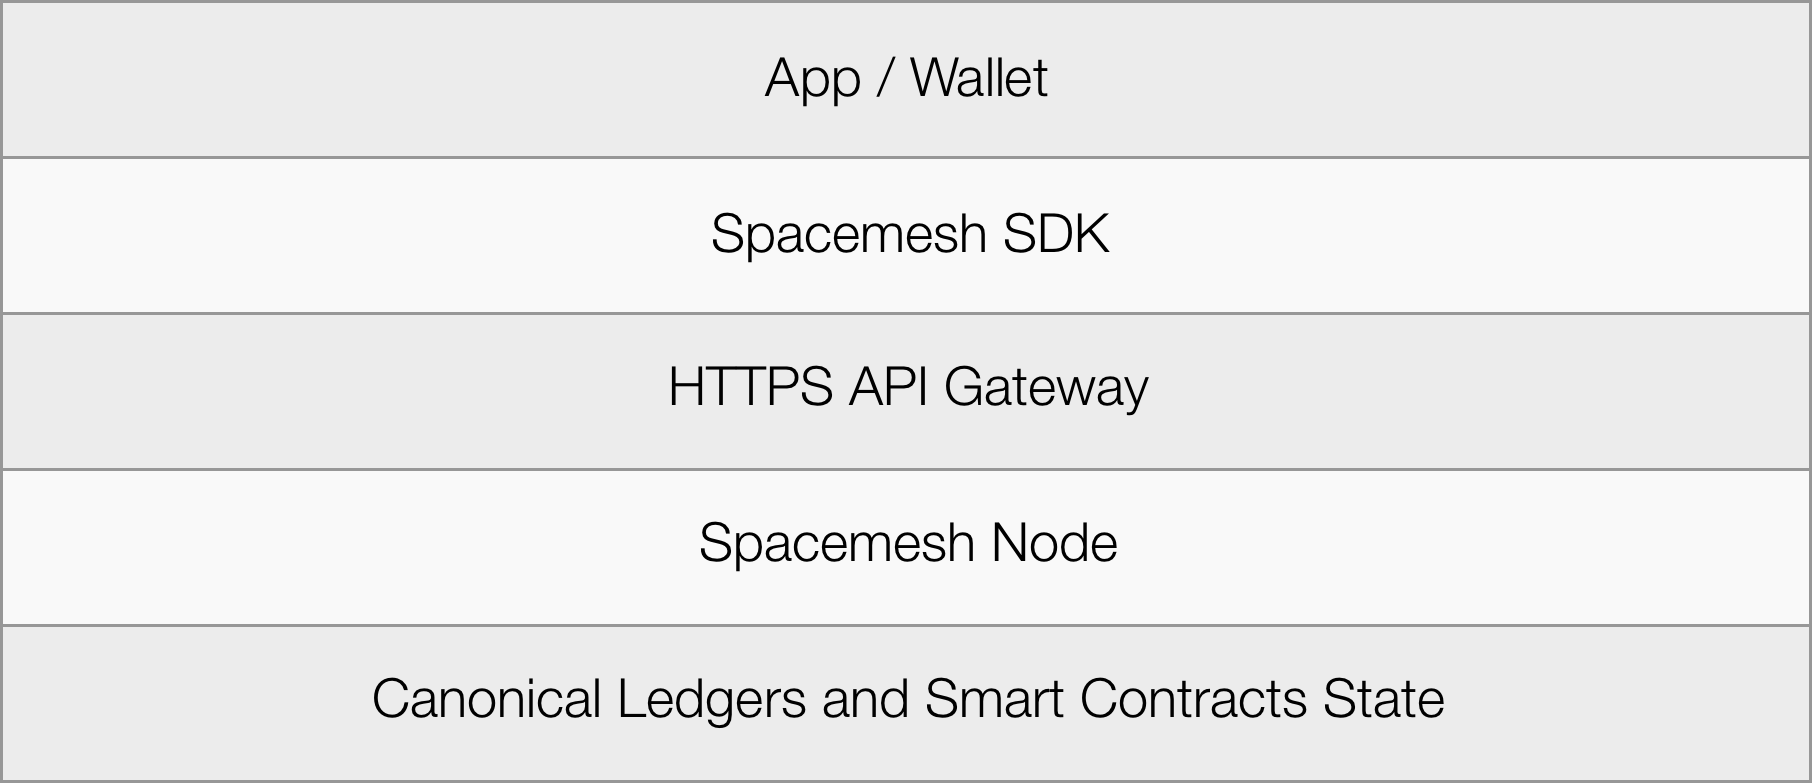 App / Wallet
Spacemesh SDK
HTTPS API Gateway
Spacemesh Node
Canonical Ledgers and Smart Contracts State